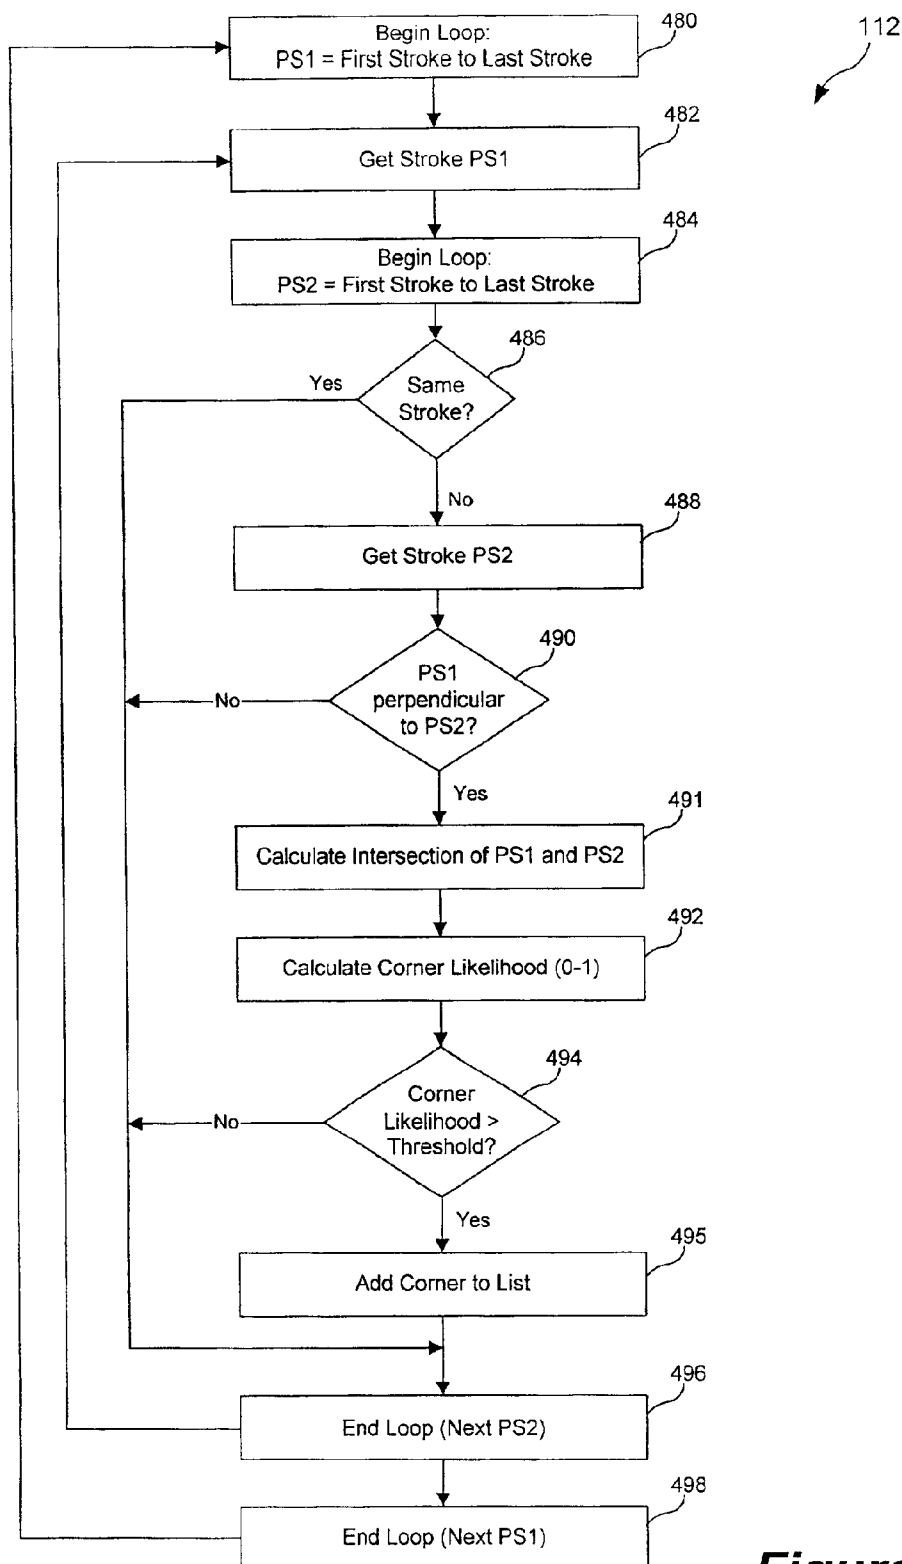 480
112
Begin Loop:
PS1 = First Stroke to Last Stroke
482
Get Stroke PS1
484
Begin Loop:
PS2 = First Stroke to Last Stroke
486
Yes
Same
Stroke?
No
488
Get Stroke PS2
490
PS1
perpendicular
to PS2?
No
Yes
491
Calculate Intersection of PS1 and PS2
492
Calculate Corner Likelihood (0-1)
494
Corner
Likelihood >
Threshold?
No
Yes
495
Add Corner to List
496
End Loop (Next PS2)
498
End Loop (Next PS1)